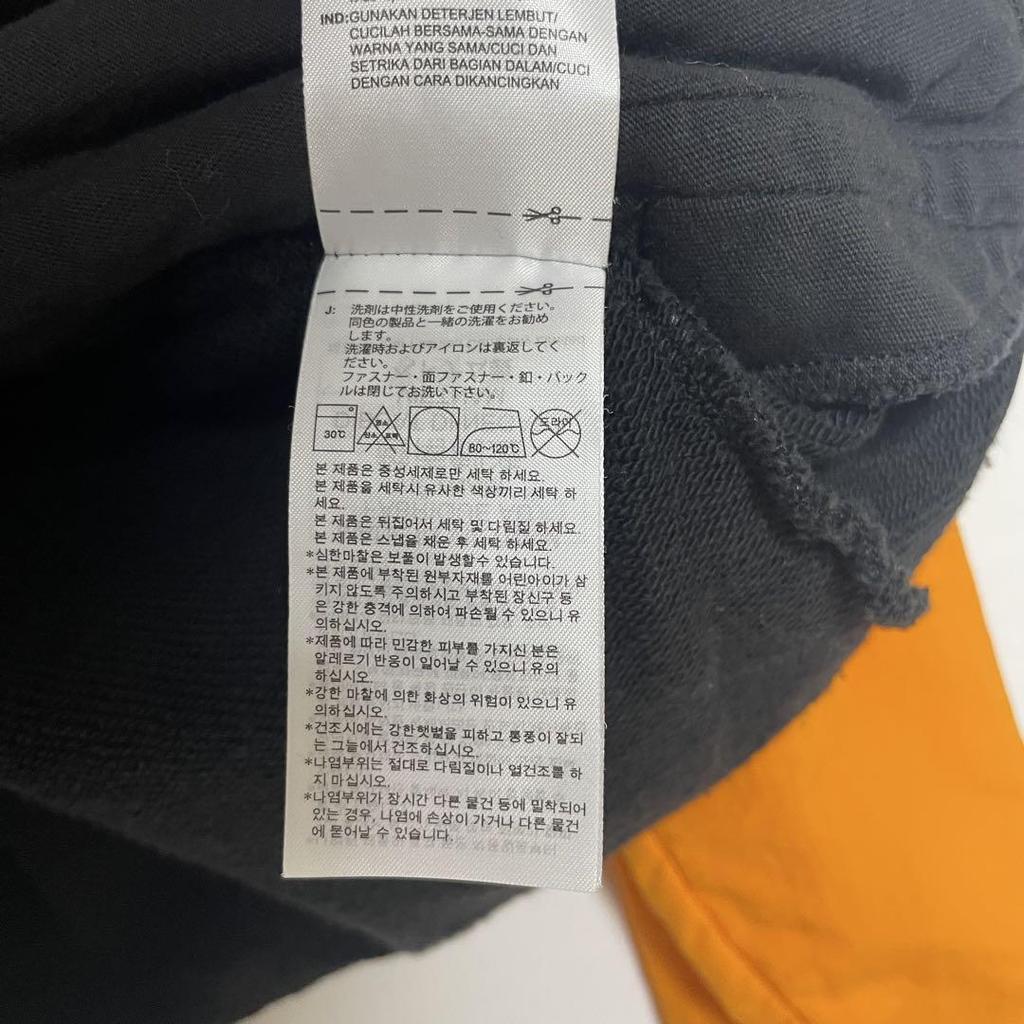 IND:GUNAKAN DETERJEN LEMBUT/
CUCILAH BERSAMA-SAMA DENGAN
WARNA YANG SAMA/CUCI DAN
SETRIKA DARI BAGIAN DALAM/CUCI
DENGAN CARA DIKANCINGKAN
J: 洗剤は中性洗剤をご使用ください。
同色の製品と一緒の洗濯をお勧め
します。
洗濯時およびアイロンは裏返してく
ださい。
ファスナー・面ファスナー・釦・バック
ルは閉じてお洗い下さい。
30℃ 염소 산소 표백 80~120℃ 드라이
본 제품은 중성세제로만 세탁 하세요.
본 제품을 세탁시 유사한 색상끼리 세탁 하
세요.
본 제품은 뒤집어서 세탁 및 다림질 하세요.
본 제품은 스냅을 채운 후 세탁 하세요.
*심한마찰은 보풀이 발생할수 있습니다.
*본 제품에 부착된 원부자재를 어린아이가 삼
키지 않도록 주의하시고 부착된 장신구 등
은 강한 충격에 의하여 파손될 수 있으니 유
의하십시오.
*제품에 따라 민감한 피부를 가지신 분은
알레르기 반응이 일어날 수 있으니 유의
하십시오.
*강한 마찰에 의한 화상의 위험이 있으니 유
의하십시오.
*건조시에는 강한햇볕을 피하고 통풍이 잘되
는 그늘에서 건조하십시오.
*나염부위는 절대로 다림질이나 열건조를 하
지 마십시오.
*나염부위가 장시간 다른 물건 등에 밀착되어
있는 경우, 나염에 손상이 가거나 다른 물건
에 묻어날 수 있습니다.